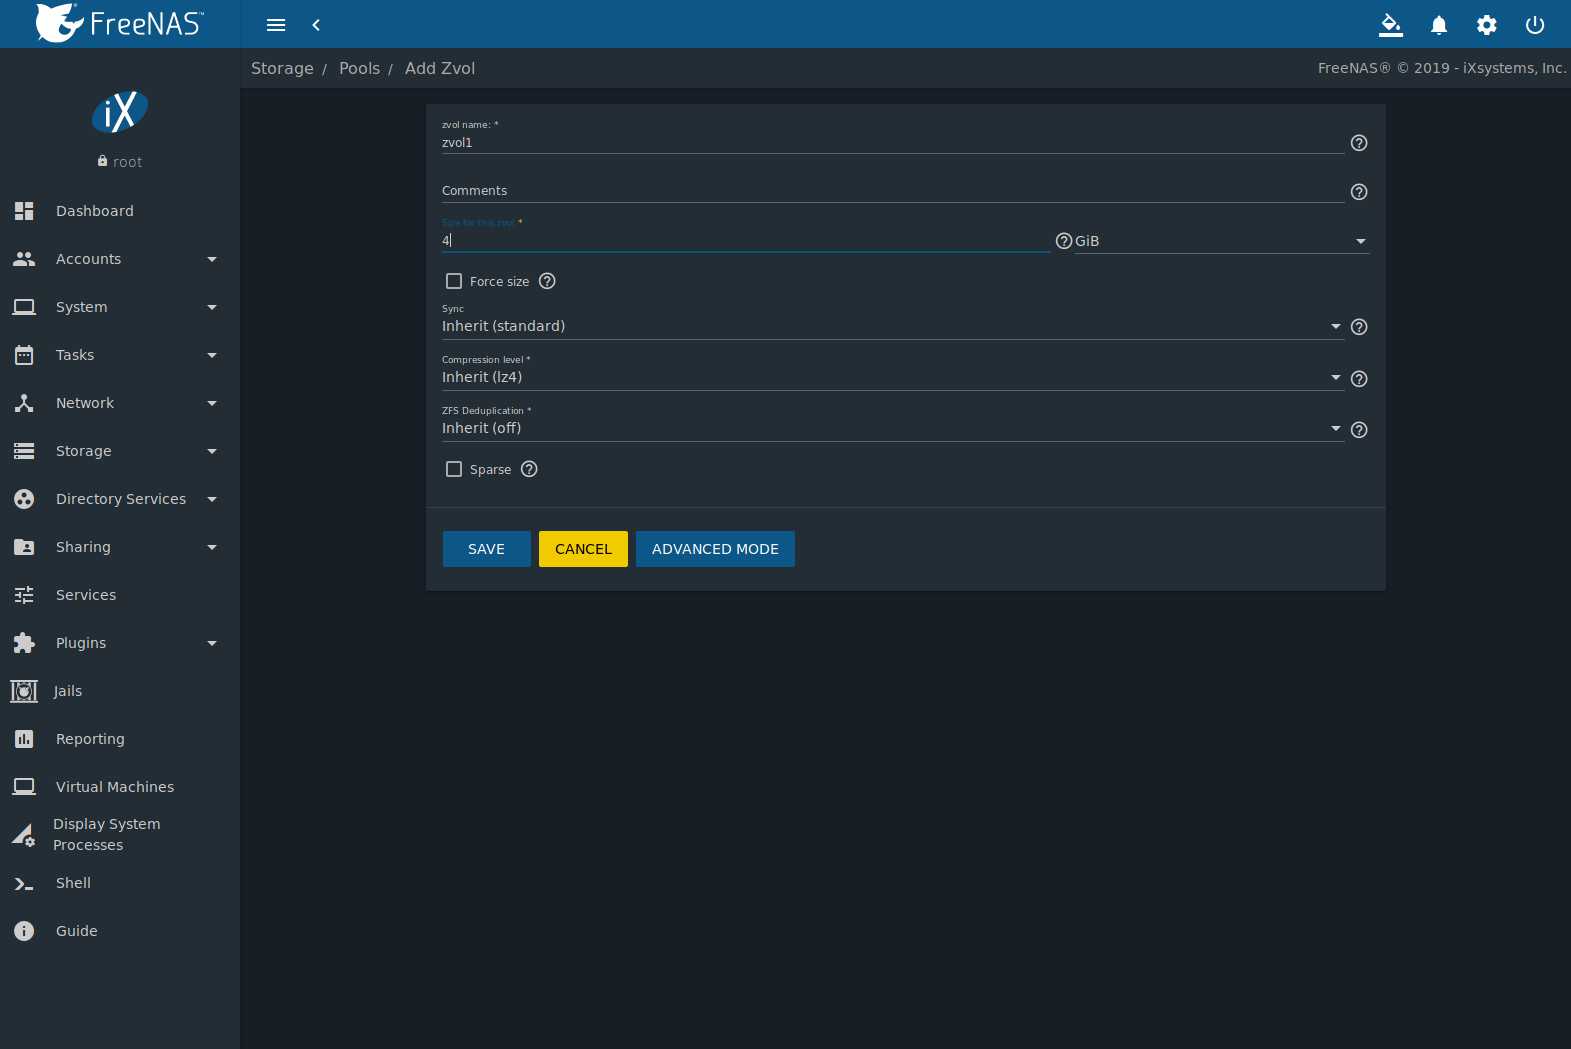 FreeNAS™
Storage / Pools / Add Zvol
FreeNAS® © 2019 - iXsystems, Inc.
iX
root
Dashboard
Accounts
System
Tasks
Network
Storage
Directory Services
Sharing
Services
Plugins
Jails
Reporting
Virtual Machines
Display System
Processes
Shell
Guide
zvol name: *
zvol1
Comments
Size for this zvol *
4
GiB
Force size
Sync
Inherit (standard)
Compression level *
Inherit (lz4)
ZFS Deduplication *
Inherit (off)
Sparse
SAVE CANCEL ADVANCED MODE